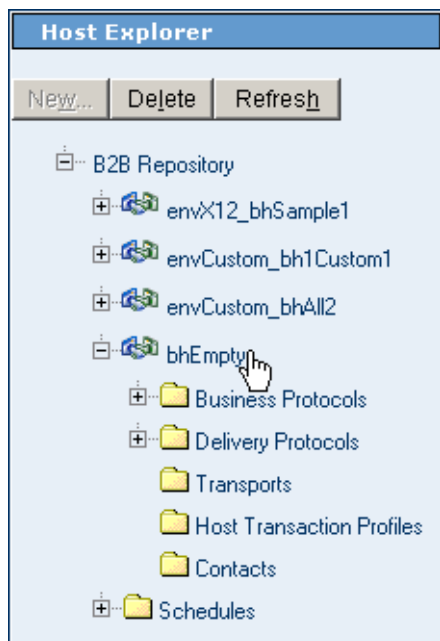 Host Explorer
New... Delete Refresh
B2B Repository
envX12_bhSample1
envCustom_bh1Custom1
envCustom_bhAll2
bhEmpty
Business Protocols
Delivery Protocols
Transports
Host Transaction Profiles
Contacts
Schedules